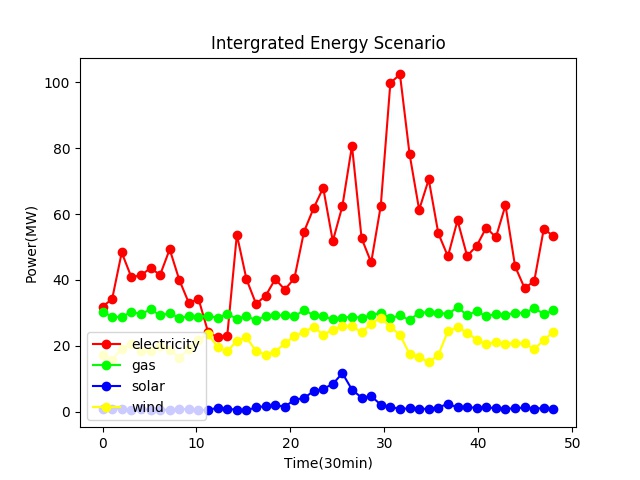 Intergrated Energy Scenario
Power(MW)
100
80
60
40
20
0
electricity
gas
solar
wind
0 10 20 30 40 50
Time(30min)